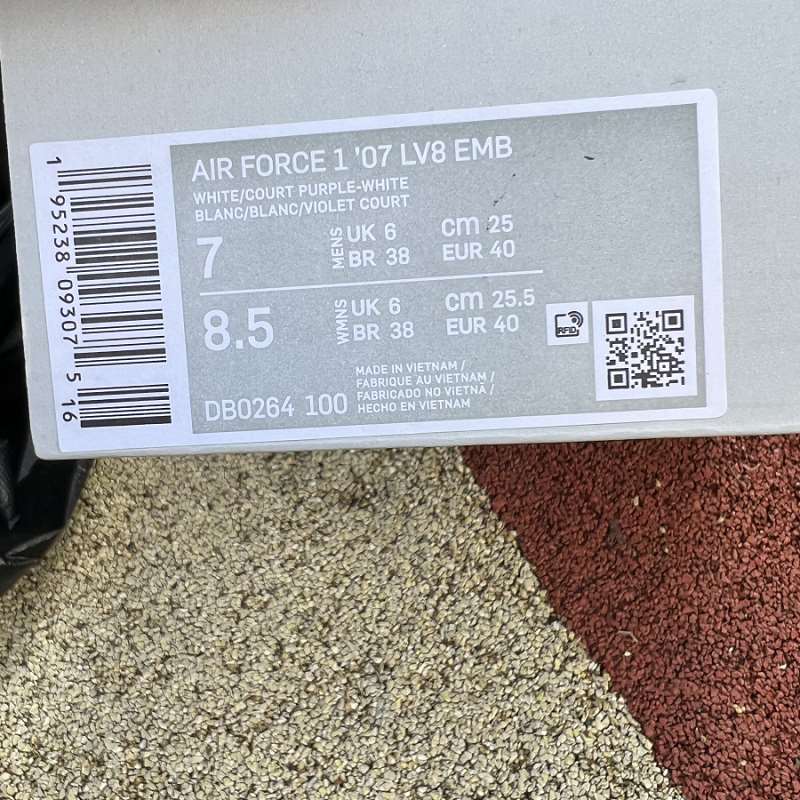 AIR FORCE 1 '07 LV8 EMB
WHITE/COURT PURPLE-WHITE
BLANC/BLANC/VIOLET COURT
7
MENS
UK 6
cm 25
BR 38
EUR 40
8.5
WMNS
UK 6
cm 25.5
BR 38
EUR 40
RFID
DB0264 100
MADE IN VIETNAM /
FABRIQUE AU VIETNAM /
FABRICADO NO VIETNÃ /
HECHO EN VIETNAM
1 95238 09307 5 16